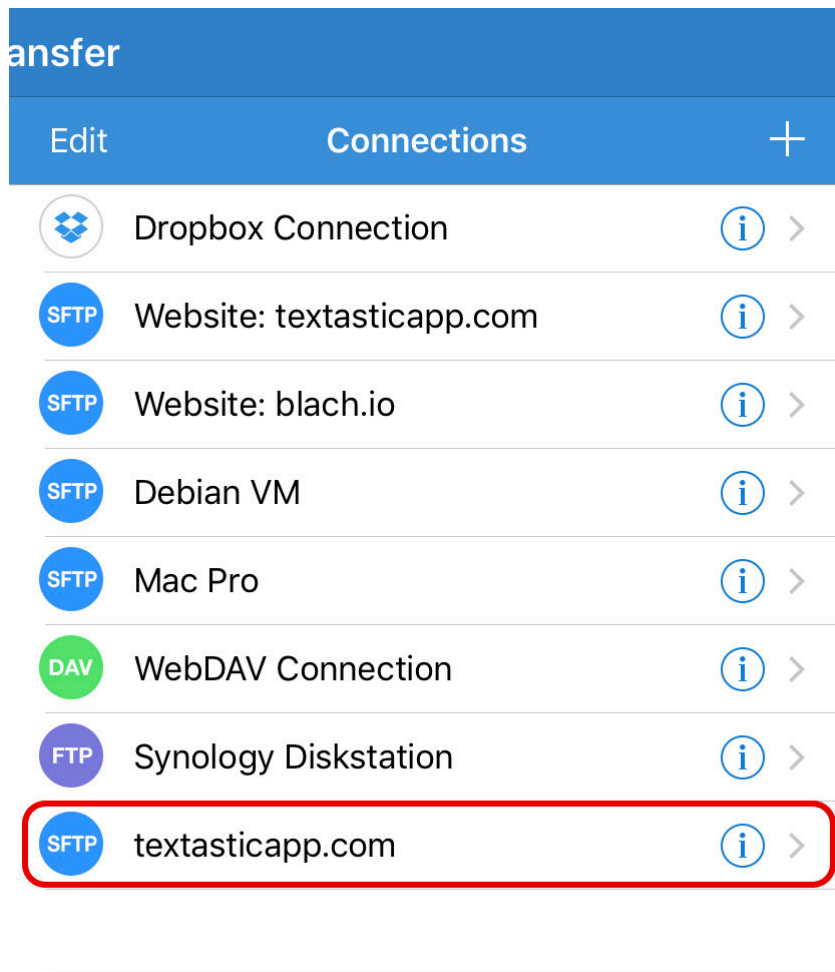 ansfer
Edit Connections +
Dropbox Connection i
SFTP Website: textasticapp.com i
SFTP Website: blach.io i
SFTP Debian VM i
SFTP Mac Pro i
DAV WebDAV Connection i
FTP Synology Diskstation i
SFTP textasticapp.com i